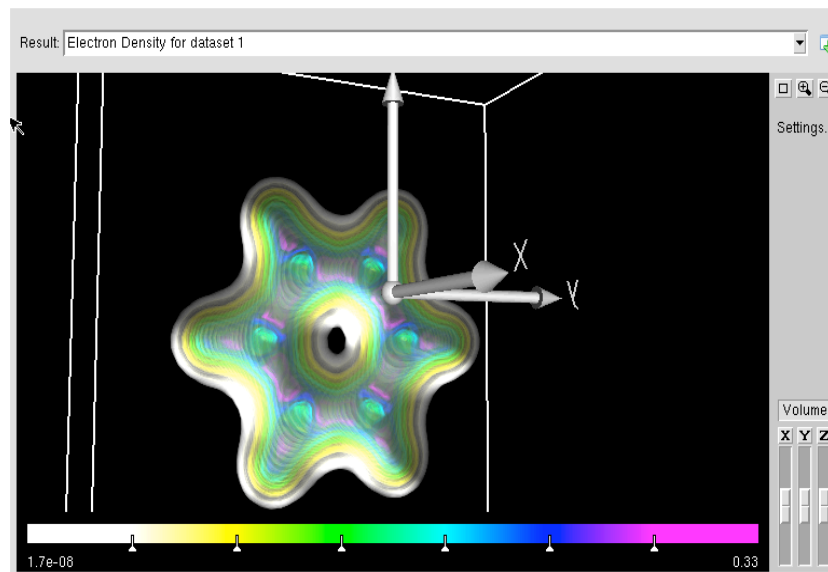 Result: Electron Density for dataset 1
Settings.
X
Y
Volume
X Y Z
1.7e-08 0.33